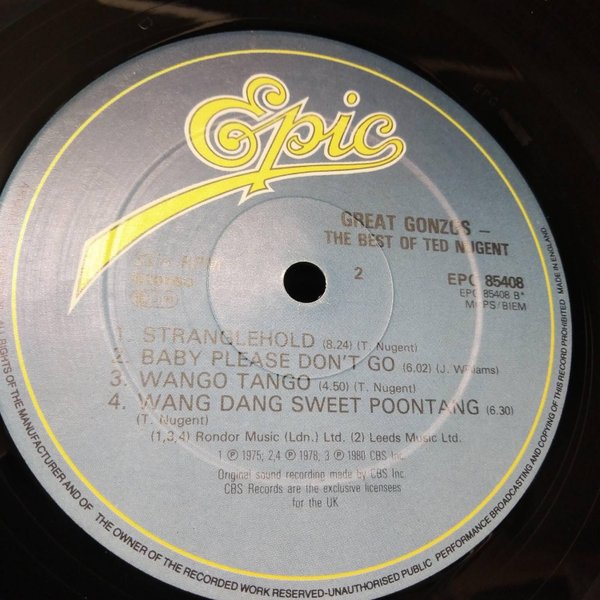 Epic
GREAT GONZOS –
THE BEST OF TED NUGENT
Stereo
2
EPC 85408
EPC 85408 B*
MCPS/BIEM
1. STRANGLEHOLD (8.24) (T. Nugent)
2. BABY PLEASE DON'T GO (6.02) (J. Williams)
3. WANGO TANGO (4.50) (T. Nugent)
4. WANG DANG SWEET POONTANG (6.30)
(T. Nugent)
(1,3,4) Rondor Music (Ldn.) Ltd. (2) Leeds Music Ltd.
1 ℗ 1975; 2,4 ℗ 1978, 3 ℗ 1980 CBS Inc.
Original sound recording made by CBS Inc.
CBS Records are the exclusive licensees
for the UK
ALL RIGHTS OF THE MANUFACTURER AND OF THE OWNER OF THE RECORDED WORK RESERVED-UNAUTHORISED PUBLIC PERFORMANCE BROADCASTING AND COPYING OF THIS RECORD PROHIBITED MADE IN ENGLAND